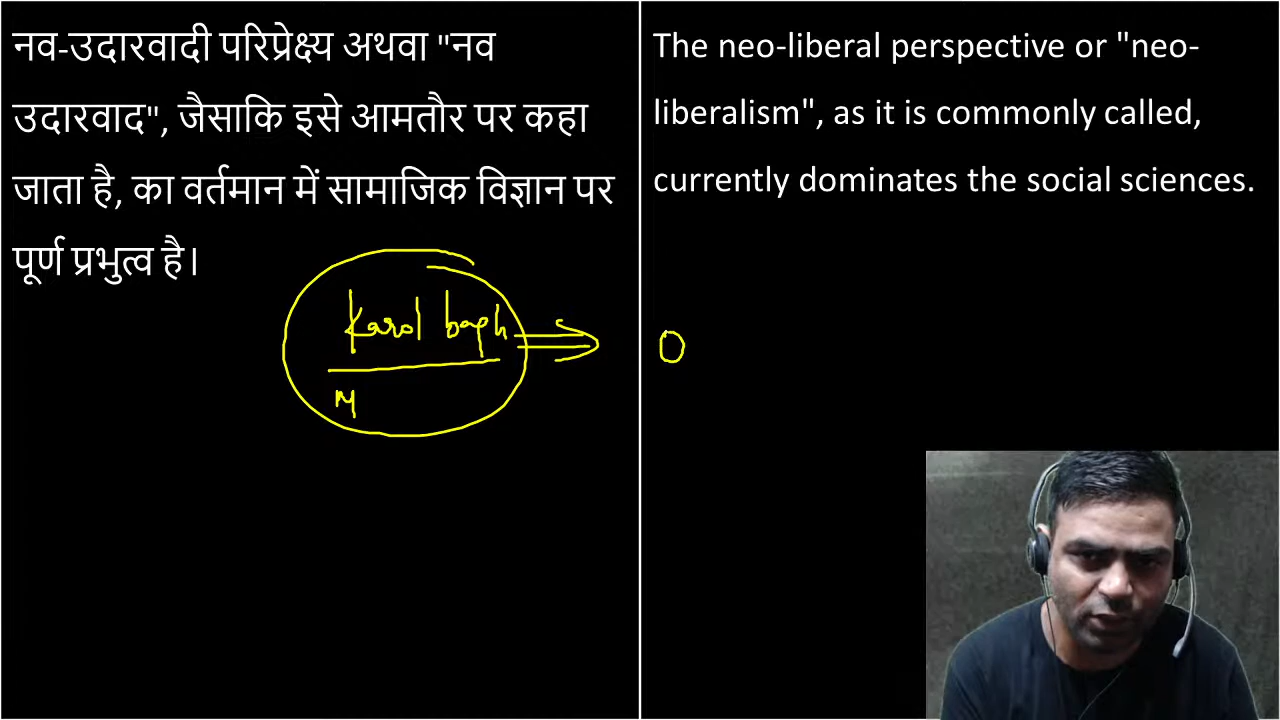 नव-उदारवादी परिप्रेक्ष्य अथवा "नव
उदारवाद", जैसाकि इसे आमतौर पर कहा
जाता है, का वर्तमान में सामाजिक विज्ञान पर
पूर्ण प्रभुत्व है।
The neo-liberal perspective or "neo-
liberalism", as it is commonly called,
currently dominates the social sciences.
Karol bagh
M
O